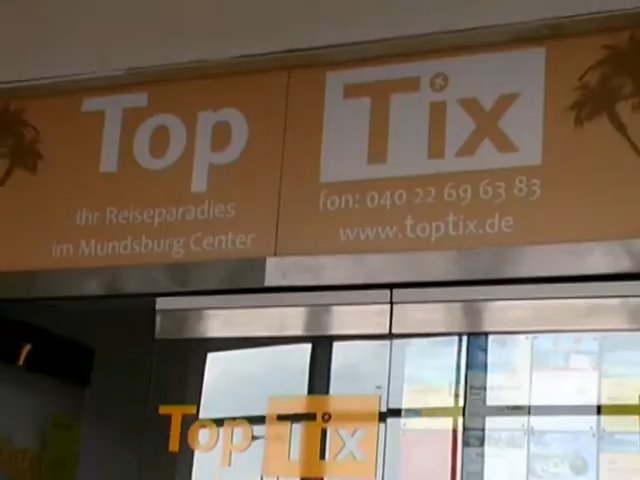 Top Tix
Ihr Reiseparadies
im Mundsburg Center
fon: 040 22 69 63 83
www.toptix.de
Top Tix